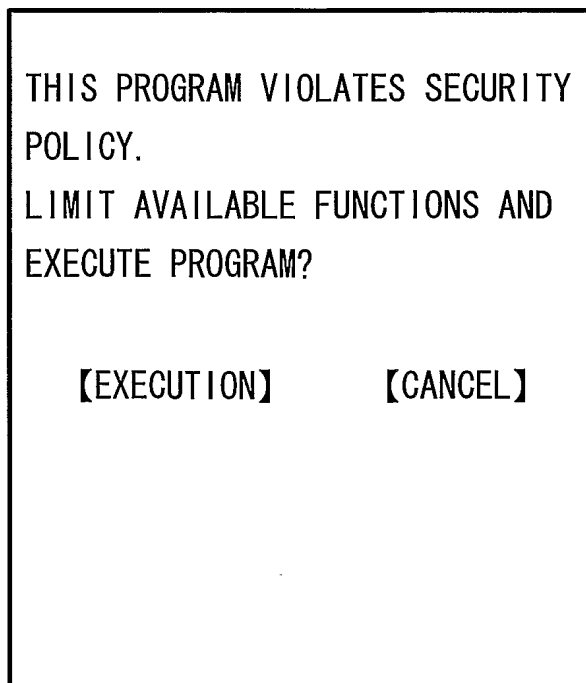 THIS PROGRAM VIOLATES SECURITY
POLICY.
LIMIT AVAILABLE FUNCTIONS AND
EXECUTE PROGRAM?
【EXECUTION】 【CANCEL】